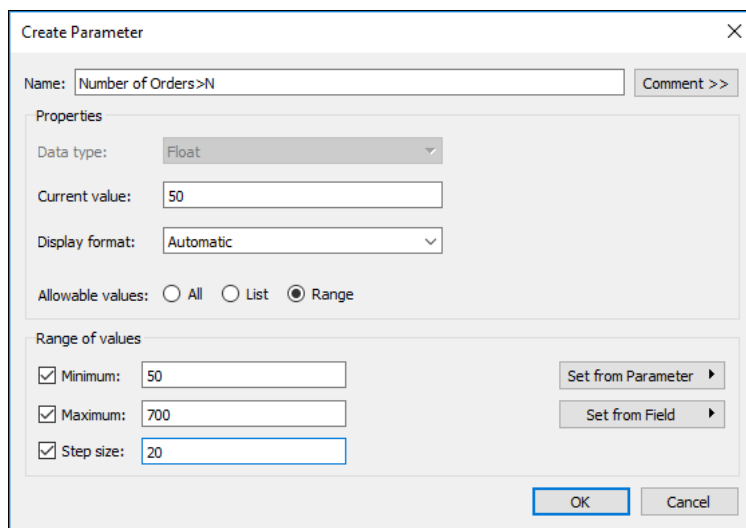 Create Parameter
Name: Number of Orders>N Comment >>
Properties
Data type: Float
Current value: 50
Display format: Automatic
Allowable values: All List Range
Range of values
Minimum: 50 Set from Parameter
Maximum: 700 Set from Field
Step size: 20
OK Cancel